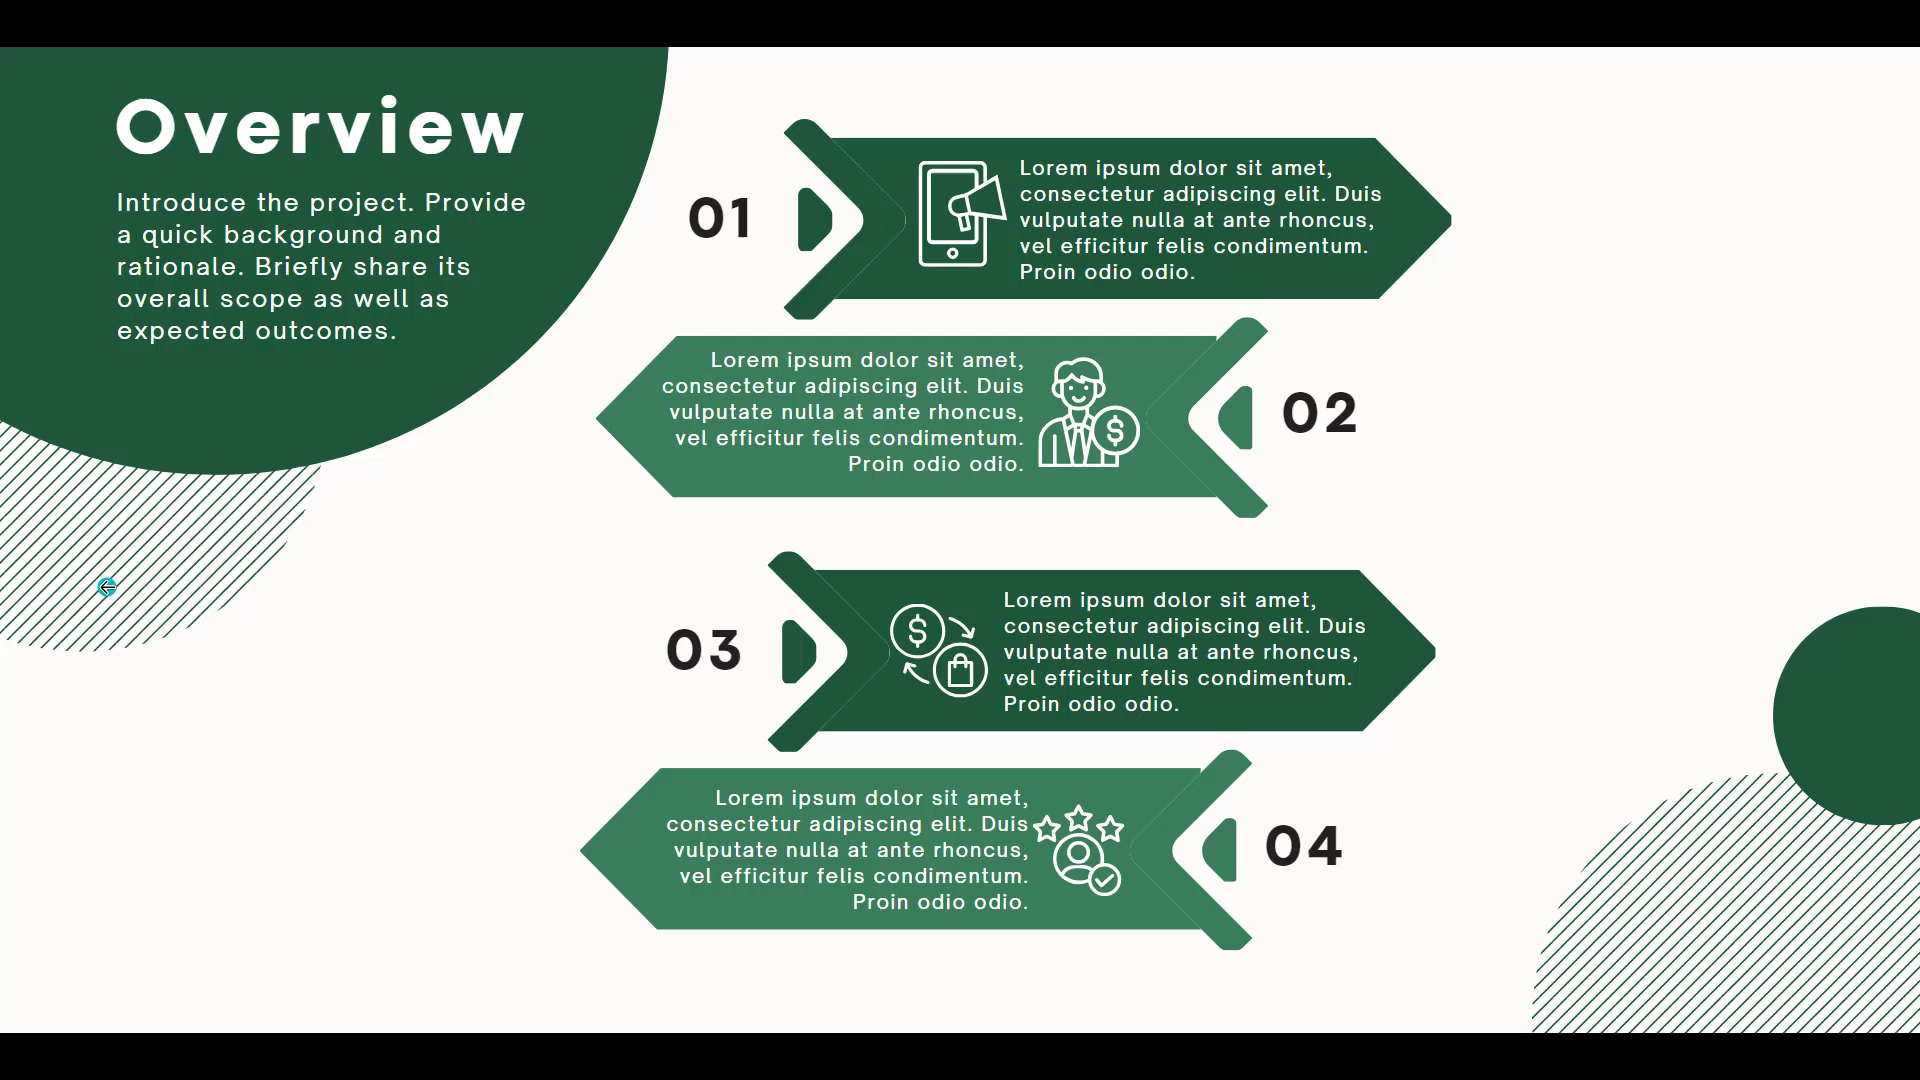 Overview
Introduce the project. Provide
a quick background and
rationale. Briefly share its
overall scope as well as
expected outcomes.
01
Lorem ipsum dolor sit amet,
consectetur adipiscing elit. Duis
vulputate nulla at ante rhoncus,
vel efficitur felis condimentum.
Proin odio odio.
Lorem ipsum dolor sit amet,
consectetur adipiscing elit. Duis
vulputate nulla at ante rhoncus,
vel efficitur felis condimentum.
Proin odio odio.
02
03
Lorem ipsum dolor sit amet,
consectetur adipiscing elit. Duis
vulputate nulla at ante rhoncus,
vel efficitur felis condimentum.
Proin odio odio.
Lorem ipsum dolor sit amet,
consectetur adipiscing elit. Duis
vulputate nulla at ante rhoncus,
vel efficitur felis condimentum.
Proin odio odio.
04